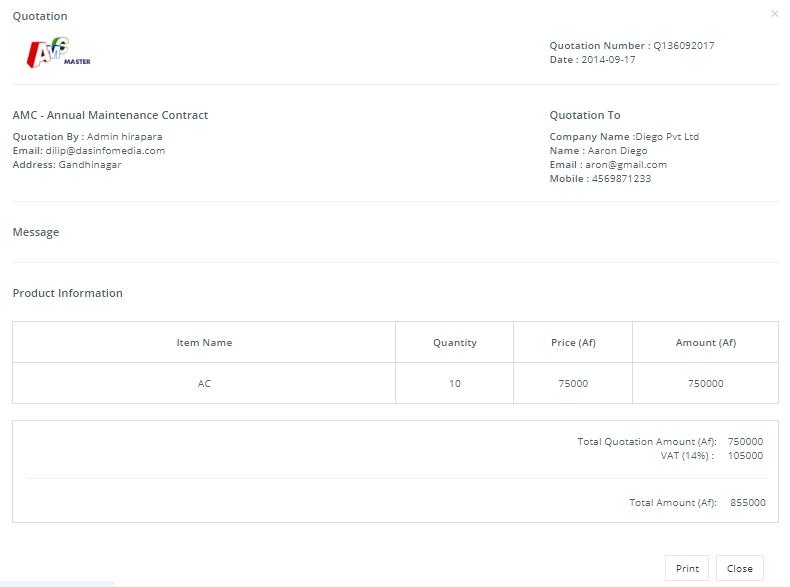 Quotation
×
AMC MASTER
Quotation Number : Q136092017
Date : 2014-09-17
AMC - Annual Maintenance Contract
Quotation By : Admin hirapara
Email: dilip@dasinfomedia.com
Address: Gandhinagar
Quotation To
Company Name :Diego Pvt Ltd
Name : Aaron Diego
Email : aron@gmail.com
Mobile : 4569871233
Message
Product Information
Item Name Quantity Price (Af) Amount (Af)
AC 10 75000 750000
Total Quotation Amount (Af): 750000
VAT (14%) : 105000
Total Amount (Af): 855000
Print Close